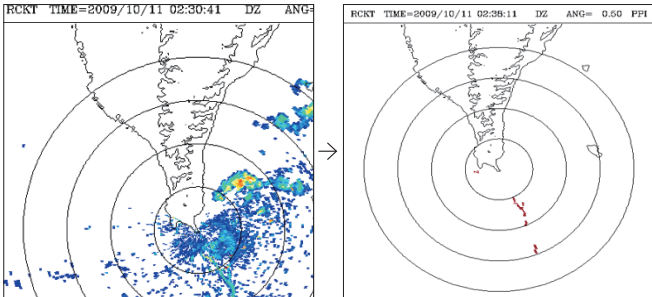 RCKT TIME=2009/10/11 02:30:41 DZ ANG=
RCKT TIME=2009/10/11 02:38:11 DZ ANG= 0.50 PPI